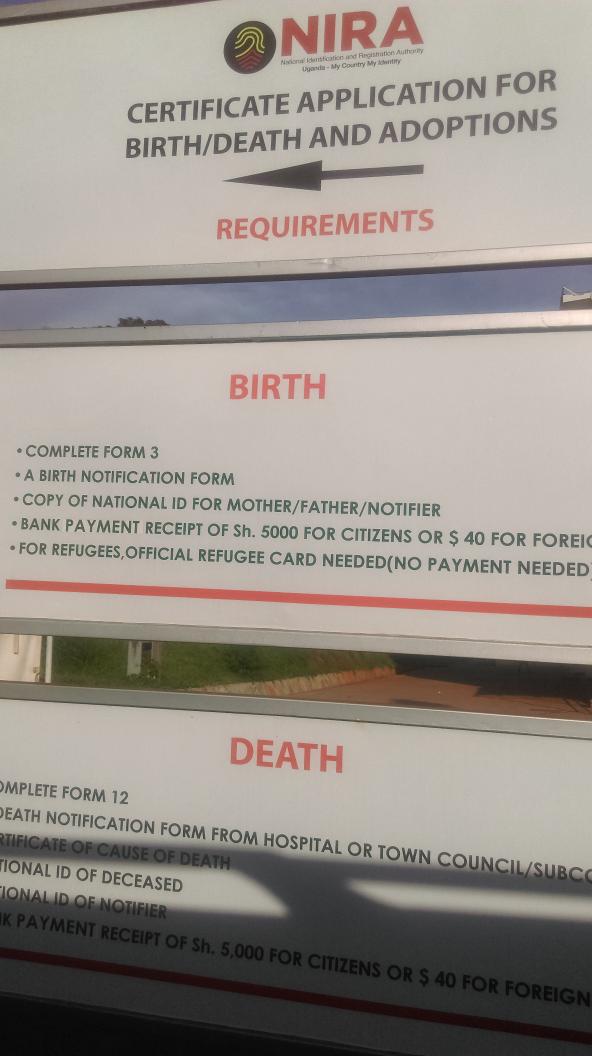 NIRA
National Identification and Registration Authority
Uganda - My Country My Identity
CERTIFICATE APPLICATION FOR
BIRTH/DEATH AND ADOPTIONS
REQUIREMENTS
BIRTH
• COMPLETE FORM 3
• A BIRTH NOTIFICATION FORM
• COPY OF NATIONAL ID FOR MOTHER/FATHER/NOTIFIER
• BANK PAYMENT RECEIPT OF Sh. 5000 FOR CITIZENS OR $ 40 FOR FOREIG
• FOR REFUGEES,OFFICIAL REFUGEE CARD NEEDED(NO PAYMENT NEEDED)
DEATH
OMPLETE FORM 12
DEATH NOTIFICATION FORM FROM HOSPITAL OR TOWN COUNCIL/SUBCO
RTIFICATE OF CAUSE OF DEATH
TIONAL ID OF DECEASED
TIONAL ID OF NOTIFIER
NK PAYMENT RECEIPT OF Sh. 5,000 FOR CITIZENS OR $ 40 FOR FOREIGN